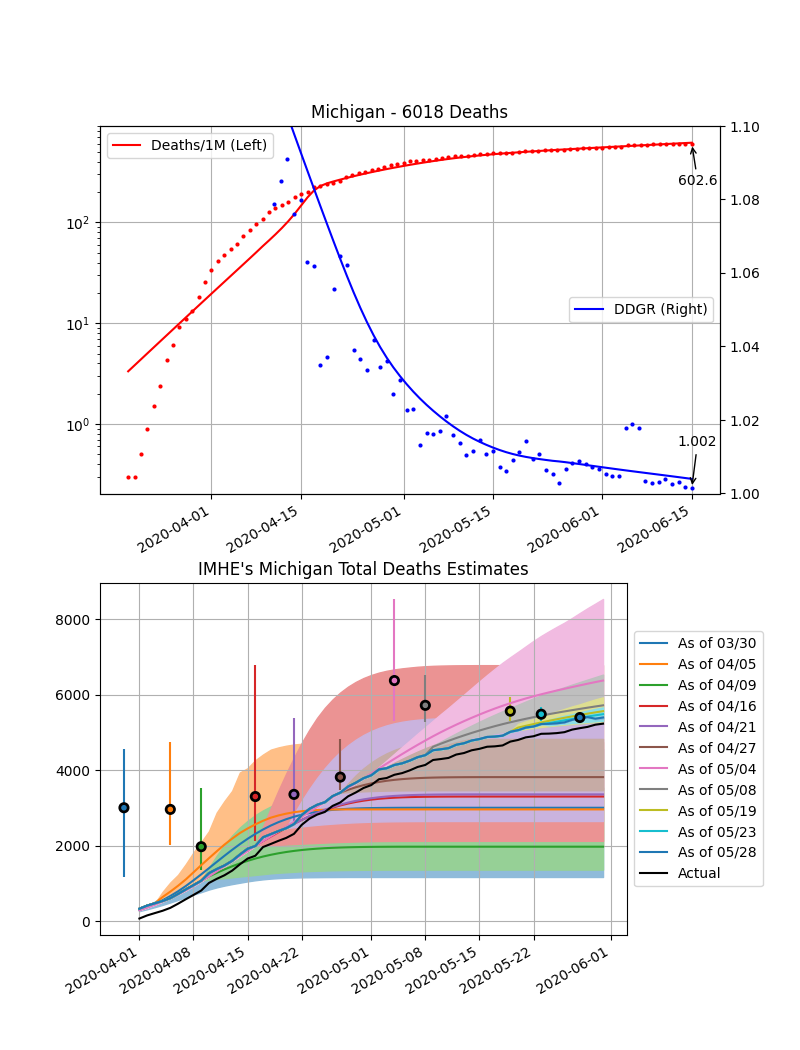 Michigan - 6018 Deaths
Deaths/1M (Left)
DDGR (Right)
602.6
1.002
10²
10¹
10⁰
1.10
1.08
1.06
1.04
1.02
1.00
2020-04-01
2020-04-15
2020-05-01
2020-05-15
2020-06-01
2020-06-15
IMHE's Michigan Total Deaths Estimates
8000
6000
4000
2000
0
2020-04-01
2020-04-08
2020-04-15
2020-04-22
2020-05-01
2020-05-08
2020-05-15
2020-05-22
2020-06-01
As of 03/30
As of 04/05
As of 04/09
As of 04/16
As of 04/21
As of 04/27
As of 05/04
As of 05/08
As of 05/19
As of 05/23
As of 05/28
Actual